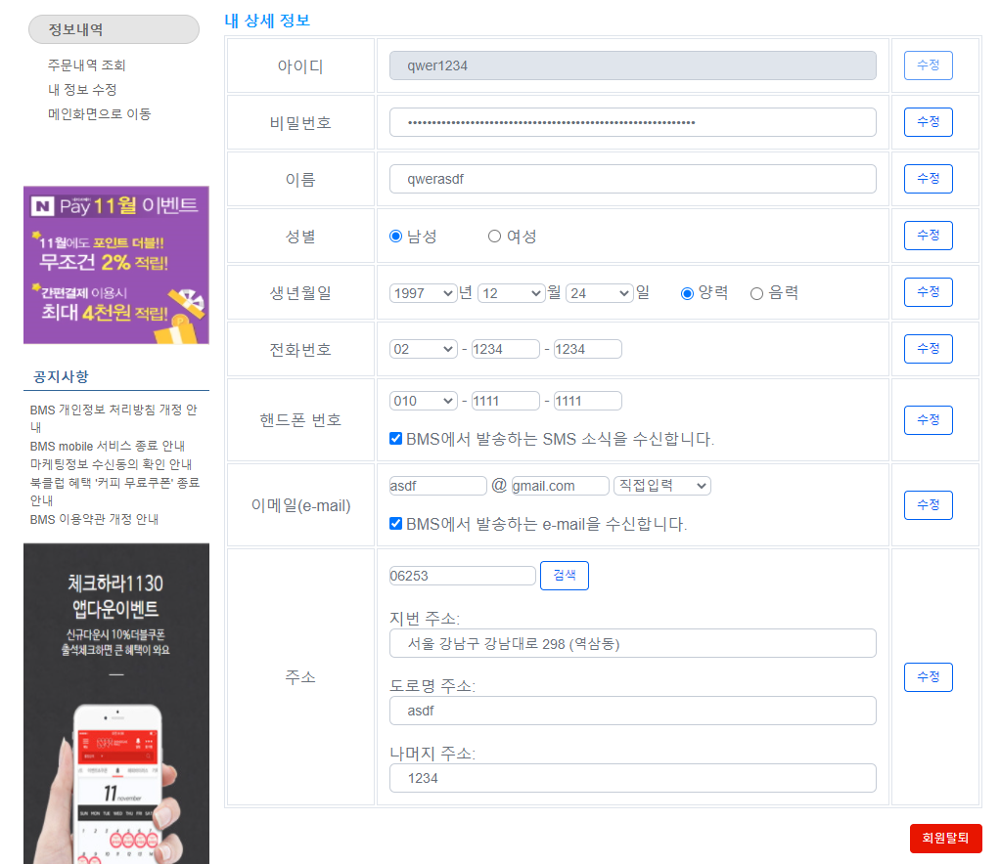 정보내역
주문내역 조회
내 정보 수정
메인화면으로 이동
N Pay 11월 이벤트
11월에도 포인트 더블!!
무조건 2% 적립!
간편결제 이용시
최대 4천원 적립!
공지사항
BMS 개인정보 처리방침 개정 안
내
BMS mobile 서비스 종료 안내
마케팅정보 수신동의 확인 안내
북클럽 혜택 '커피 무료쿠폰' 종료
안내
BMS 이용약관 개정 안내
체크하라1130
앱다운이벤트
신규다운시 10%더블쿠폰
출석체크하면 큰 혜택이 와요
11 november
SUN MON TUE WED THU FRI SAT
1 2 3 4 5 6
8 9
내 상세 정보
아이디 qwer1234 수정
비밀번호 수정
이름 qwerasdf 수정
성별 남성 여성 수정
생년월일 1997 년 12 월 24 일 양력 음력 수정
전화번호 02 - 1234 - 1234 수정
핸드폰 번호 010 - 1111 - 1111 수정
BMS에서 발송하는 SMS 소식을 수신합니다.
이메일(e-mail) asdf @ gmail.com 직접입력 수정
BMS에서 발송하는 e-mail을 수신합니다.
주소 06253 검색 수정
지번 주소:
서울 강남구 강남대로 298 (역삼동)
도로명 주소:
asdf
나머지 주소:
1234
회원탈퇴